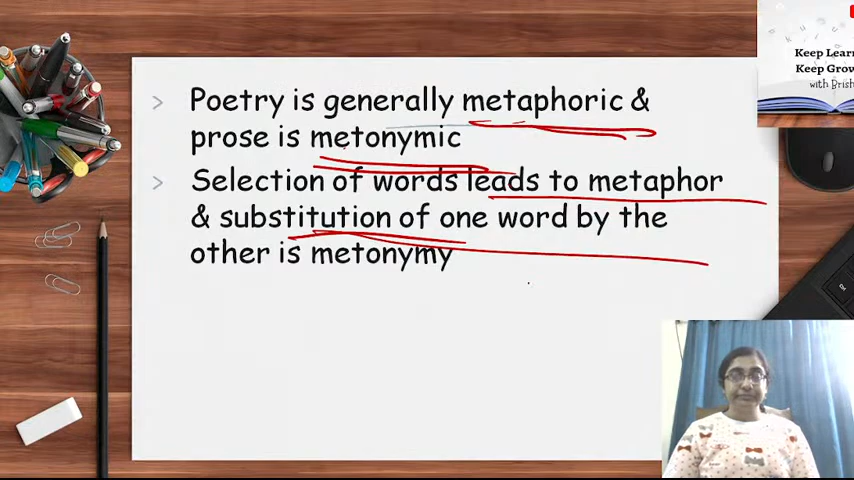 Keep Lear
Keep Grow
with Brish
Poetry is generally metaphoric &
prose is metonymic
Selection of words leads to metaphor
& substitution of one word by the
other is metonymy